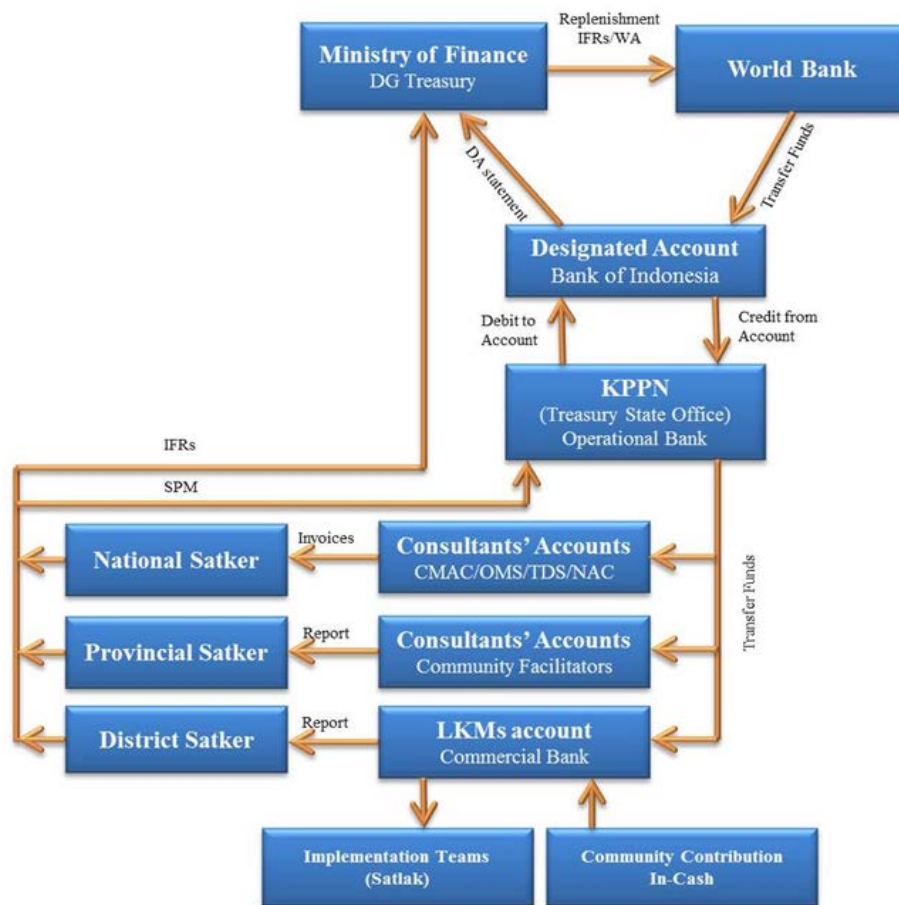 Replenishment
IFRs/WA
Ministry of Finance
DG Treasury
World Bank
DA statement
Transfer Funds
Designated Account
Bank of Indonesia
Debit to
Account
Credit from
Account
KPPN
(Treasury State Office)
Operational Bank
IFRs
SPM
National Satker
Invoices
Consultants' Accounts
CMAC/OMS/TDS/NAC
Transfer Funds
Provincial Satker
Report
Consultants' Accounts
Community Facilitators
District Satker
Report
LKMs account
Commercial Bank
Implementation Teams
(Satlak)
Community Contribution
In-Cash